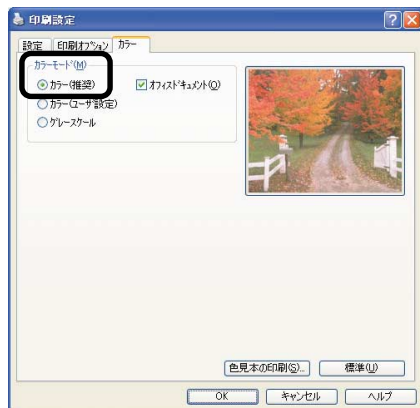 印刷設定
設定 印刷オプション カラー
カラーモード(M)
カラー(推奨) オフィスドキュメント(O)
カラー(ユーザ設定)
グレースケール
色見本の印刷(S)... 標準(U)
OK キャンセル ヘルプ